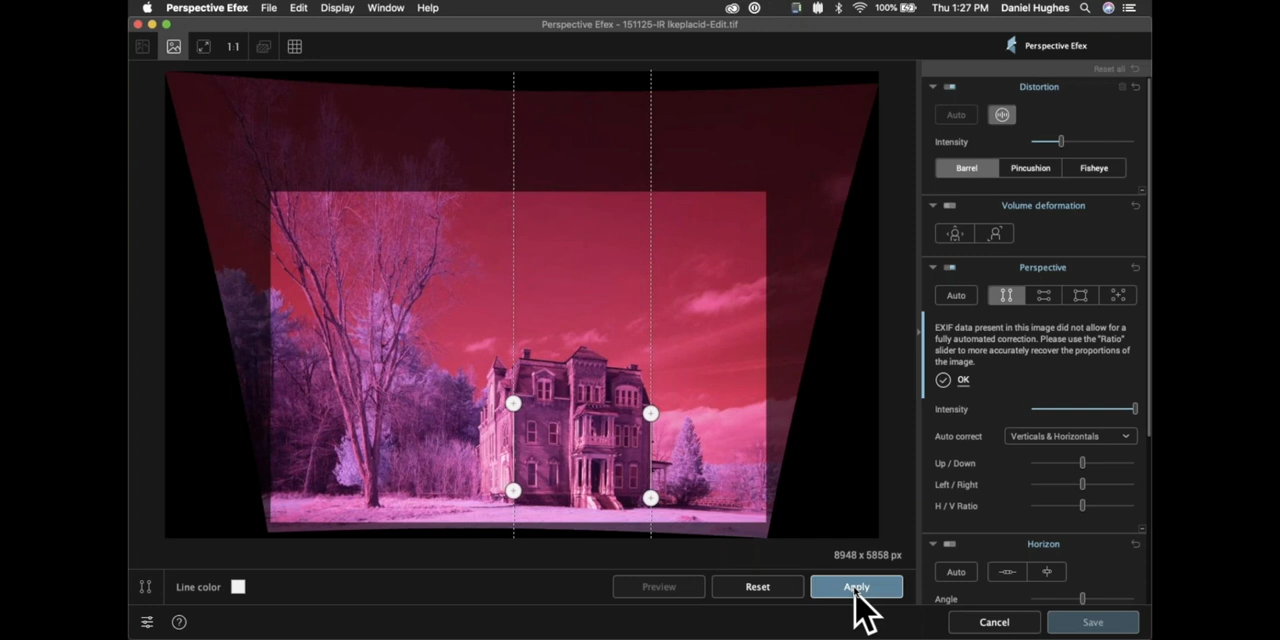 Perspective Efex File Edit Display Window Help 100% Thu 1:27 PM Daniel Hughes
Perspective Efex - 151125-IR lkeplacid-Edit.tif
1:1
Perspective Efex
Reset all
Distortion
Auto
Intensity
Barrel Pincushion Fisheye
Volume deformation
Perspective
Auto
EXIF data present in this image did not allow for a
fully automated correction. Please use the "Ratio"
slider to more accurately recover the proportions of
the image.
OK
Intensity
Auto correct Verticals & Horizontals
Up / Down
Left / Right
H / V Ratio
Horizon
8948 x 5858 px
Auto
Line color Preview Reset Apply
Angle
Cancel Save